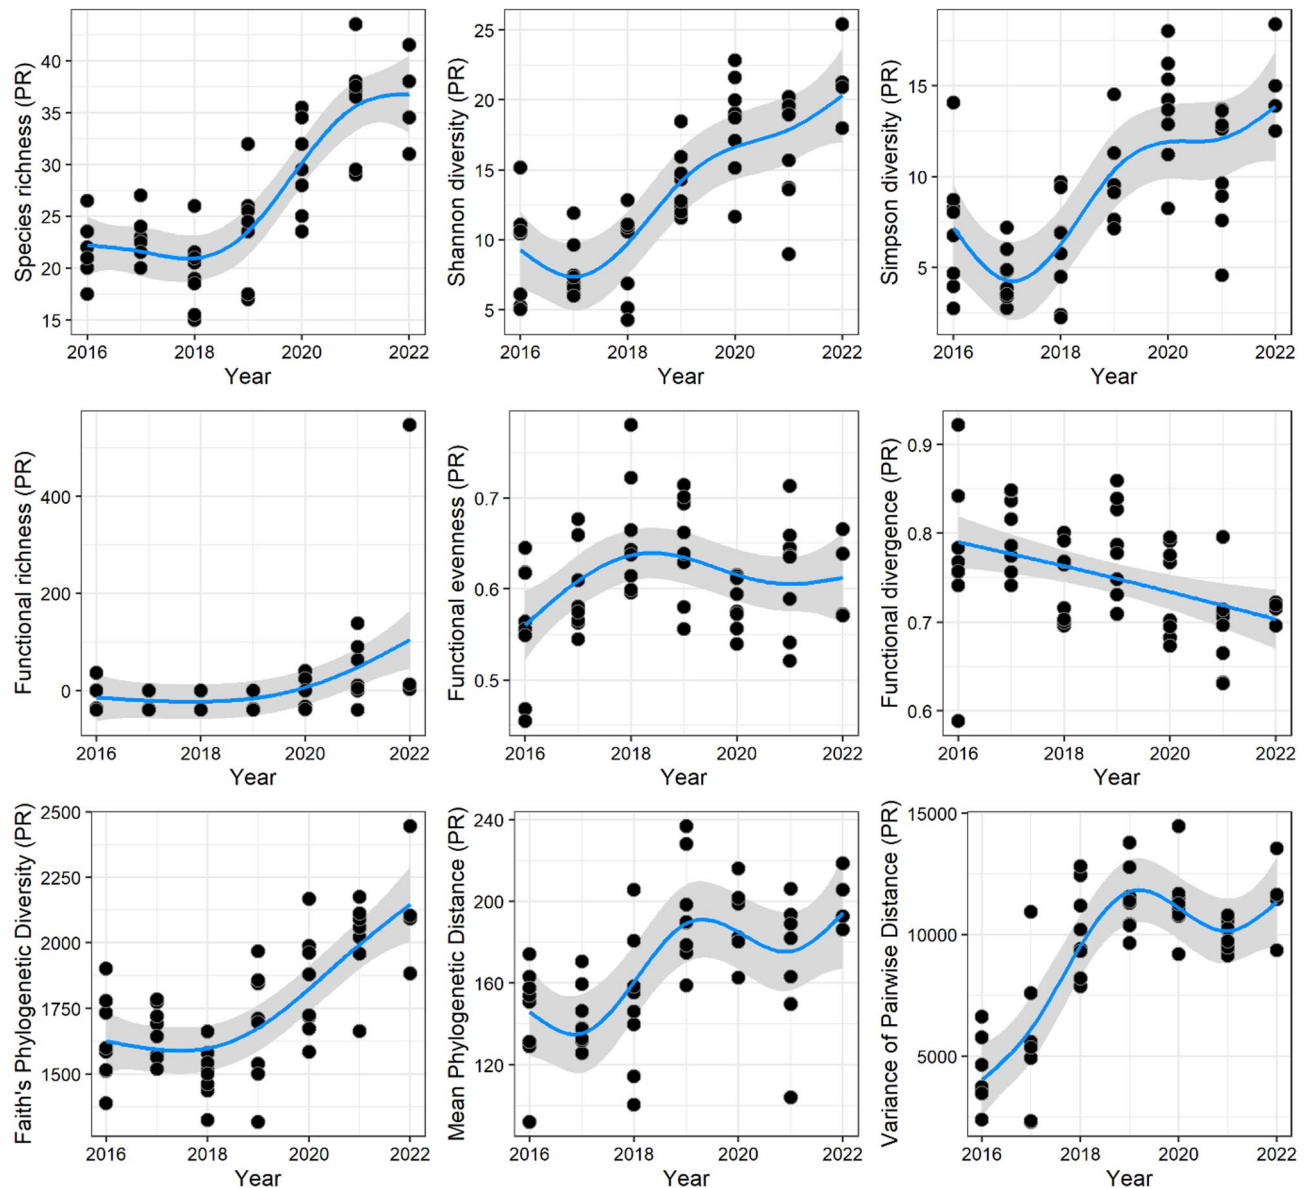 Species richness (PR)
40
35
30
25
20
15
2016 2018 2020 2022
Year
Shannon diversity (PR)
25
20
15
10
5
2016 2018 2020 2022
Year
Simpson diversity (PR)
15
10
5
2016 2018 2020 2022
Year
Functional richness (PR)
400
200
0
2016 2018 2020 2022
Year
Functional evenness (PR)
0.7
0.6
0.5
2016 2018 2020 2022
Year
Functional divergence (PR)
0.9
0.8
0.7
0.6
2016 2018 2020 2022
Year
Faith's Phylogenetic Diversity (PR)
2500
2250
2000
1750
1500
2016 2018 2020 2022
Year
Mean Phylogenetic Distance (PR)
240
200
160
120
2016 2018 2020 2022
Year
Variance of Pairwise Distance (PR)
15000
10000
5000
2016 2018 2020 2022
Year